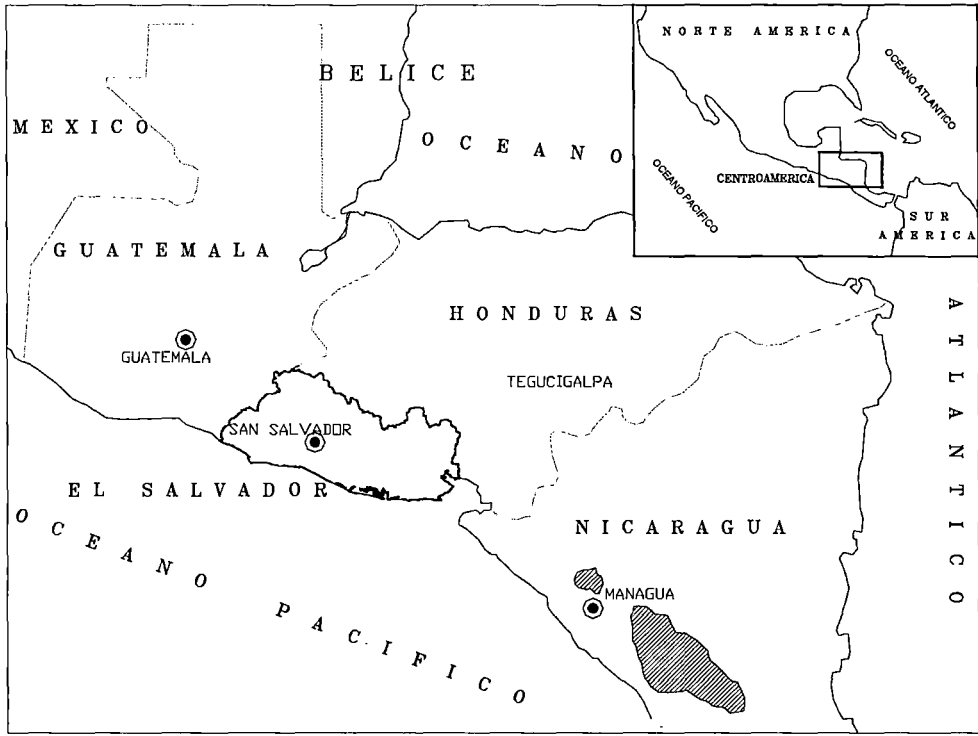 BELICE
MEXICO
OCEANO
GUATEMALA
HONDURAS
GUATEMALA
TEGUCIGALPA
SAN SALVADOR
EL SALVADOR
NICARAGUA
MANAGUA
OCEANO PACIFICO
ATLANTICO
NORTE AMERICA
OCEANO ATLANTICO
OCEANO PACIFICO
CENTROAMERICA
SUR
AMERICA